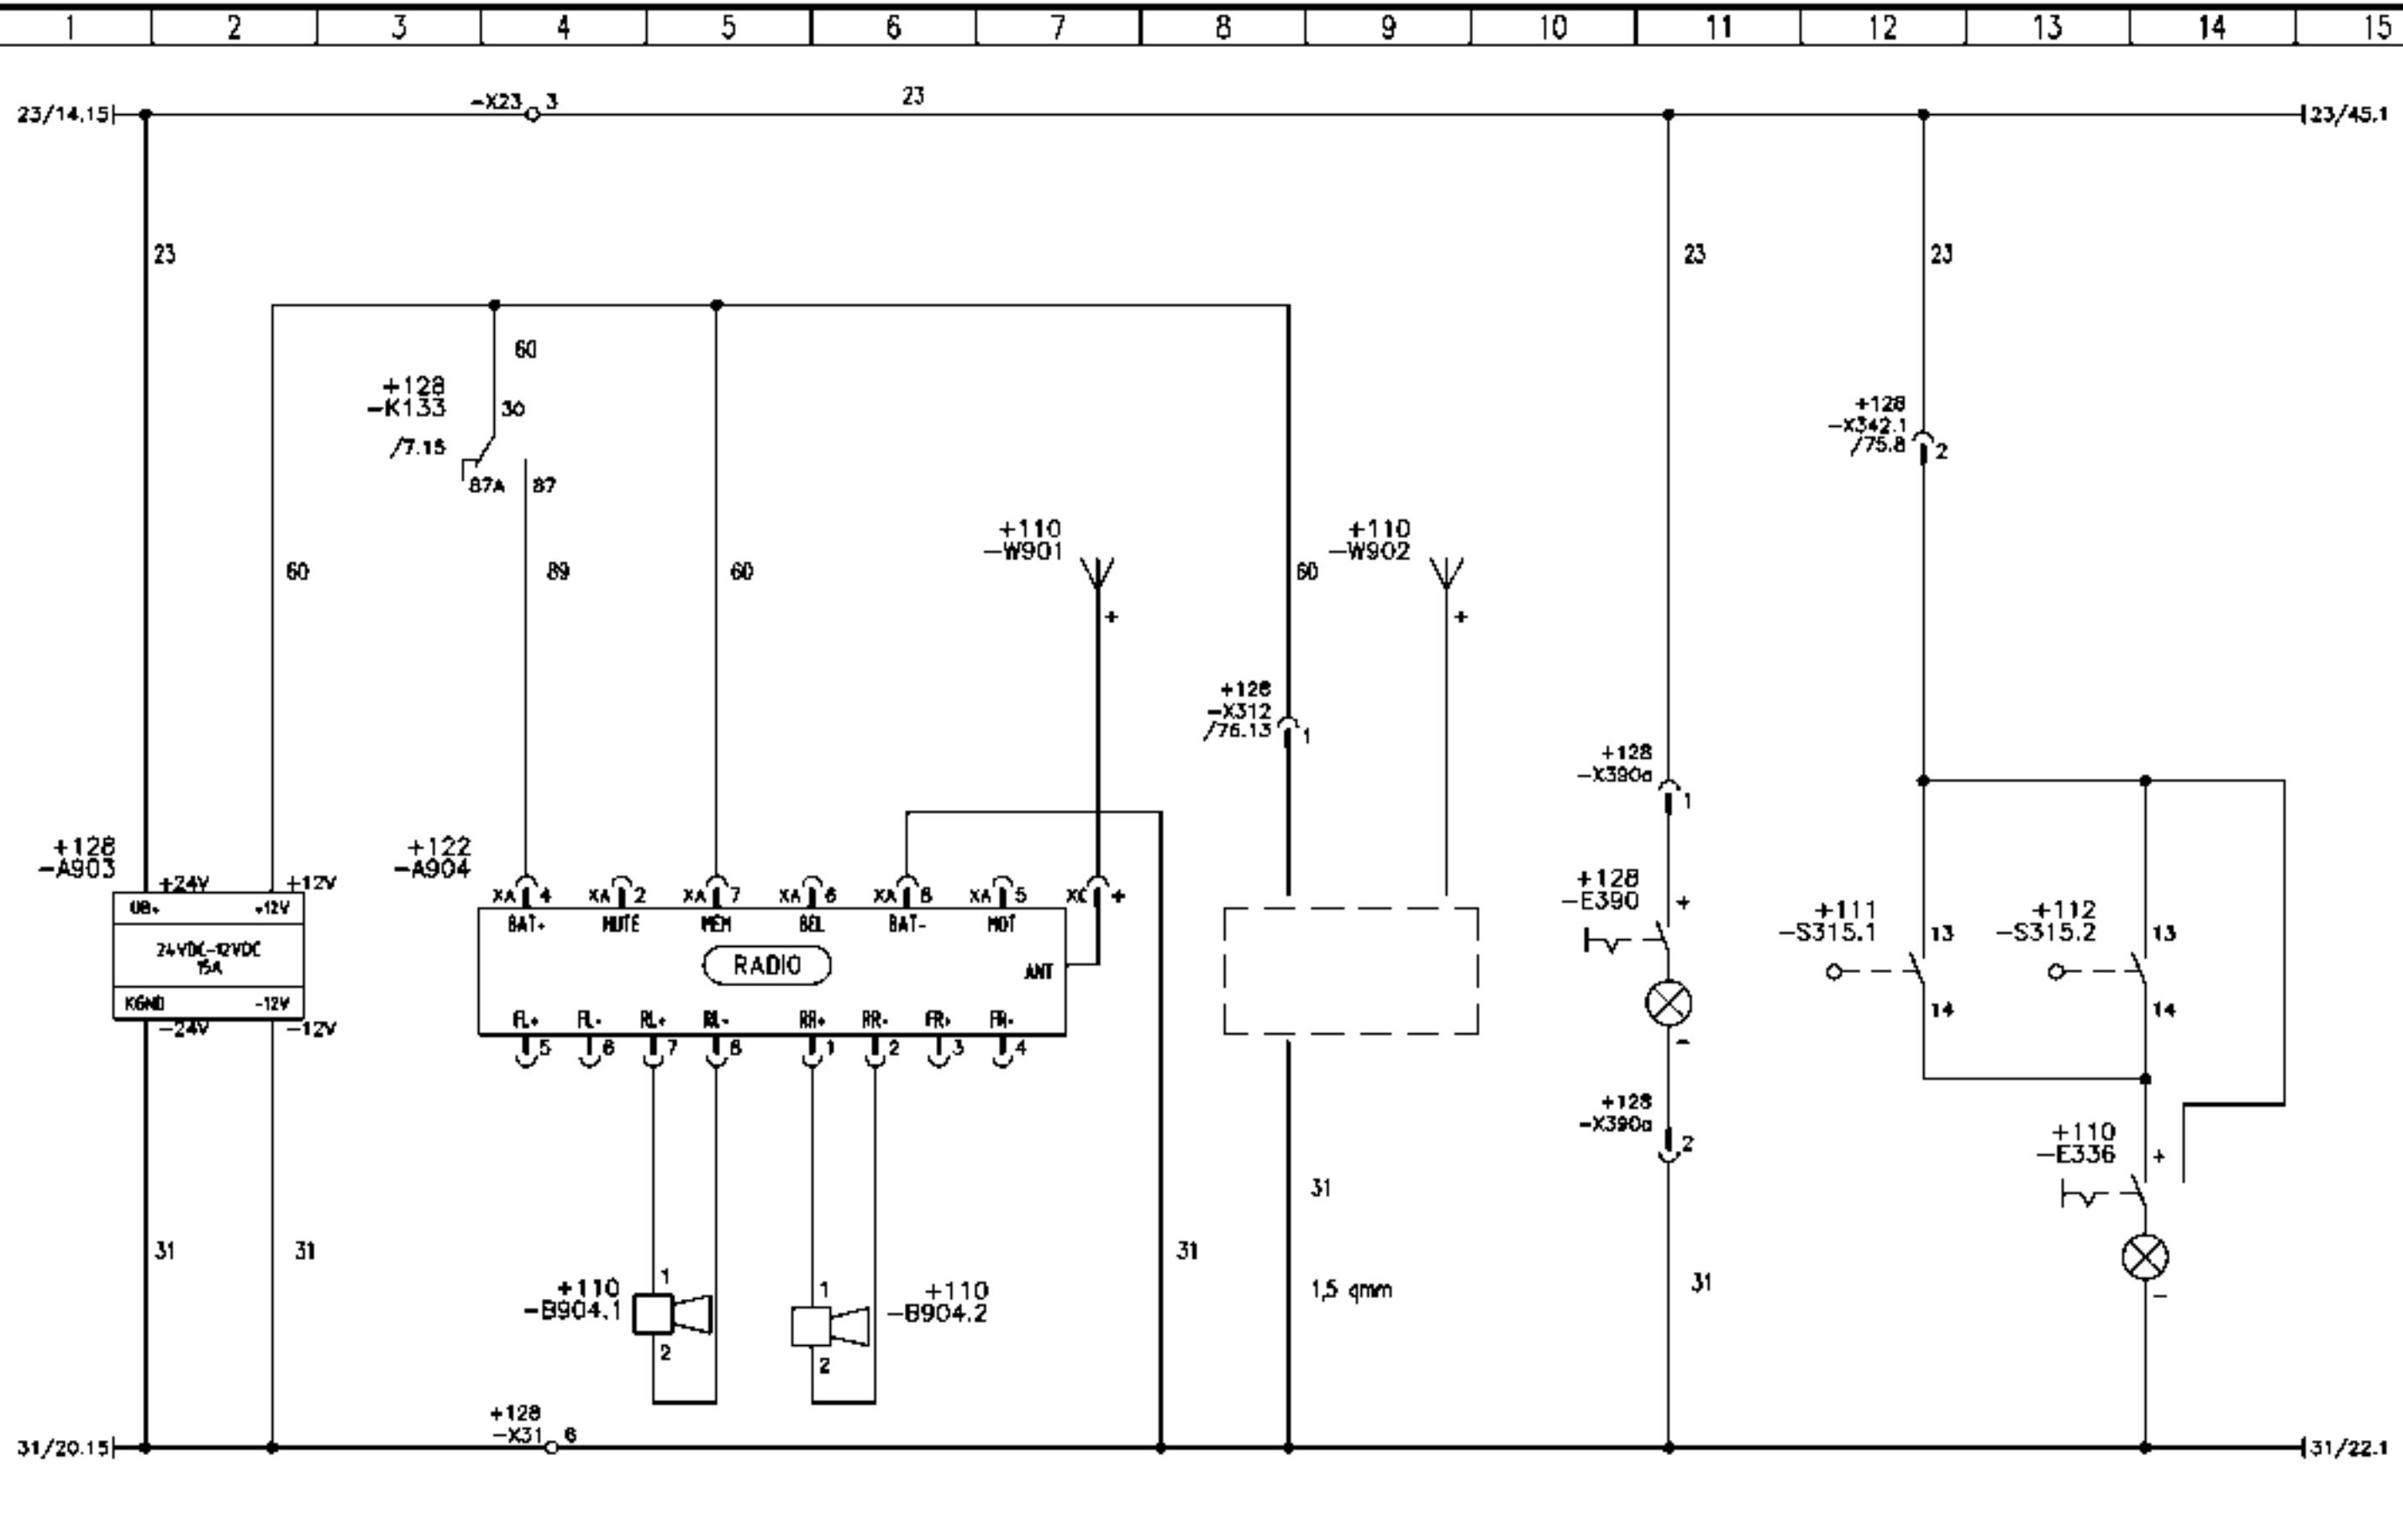 1 2 3 4 5 6 7 8 9 10 11 12 13 14 15
23/14.15
-X23 3
23
23/45.1
23
23
23
60
+128
-K133
30
/7.15
87A 87
+128
-X342.1
/75.8
2
60
89
60
+110
-W901
+
60
+110
-W902
+
+128
-X312
/76.13
1
+128
-X390a
1
+128
-A903
+24V +12V
UB+ +12V
24VDC-12VDC
15A
KGND -12V
-24V -12V
+122
-A904
XA 4 XA 2 XA 7 XA 6 XA 8 XA 5 XC +
BAT+ MUTE MEM BEL BAT- MOT
RADIO
ANT
FL+ FL- RL+ RL- RR+ RR- FR+ FR-
5 6 7 8 1 2 3 4
+128
-E390
+
-
+111
-S315.1
13
14
+112
-S315.2
13
14
+128
-X390a
2
+110
-E336
+
-
31
31
31
31
1,5 qmm
31
+110
-B904.1
1
2
+110
-B904.2
1
2
+128
-X31 6
31/20.15
31/22.1